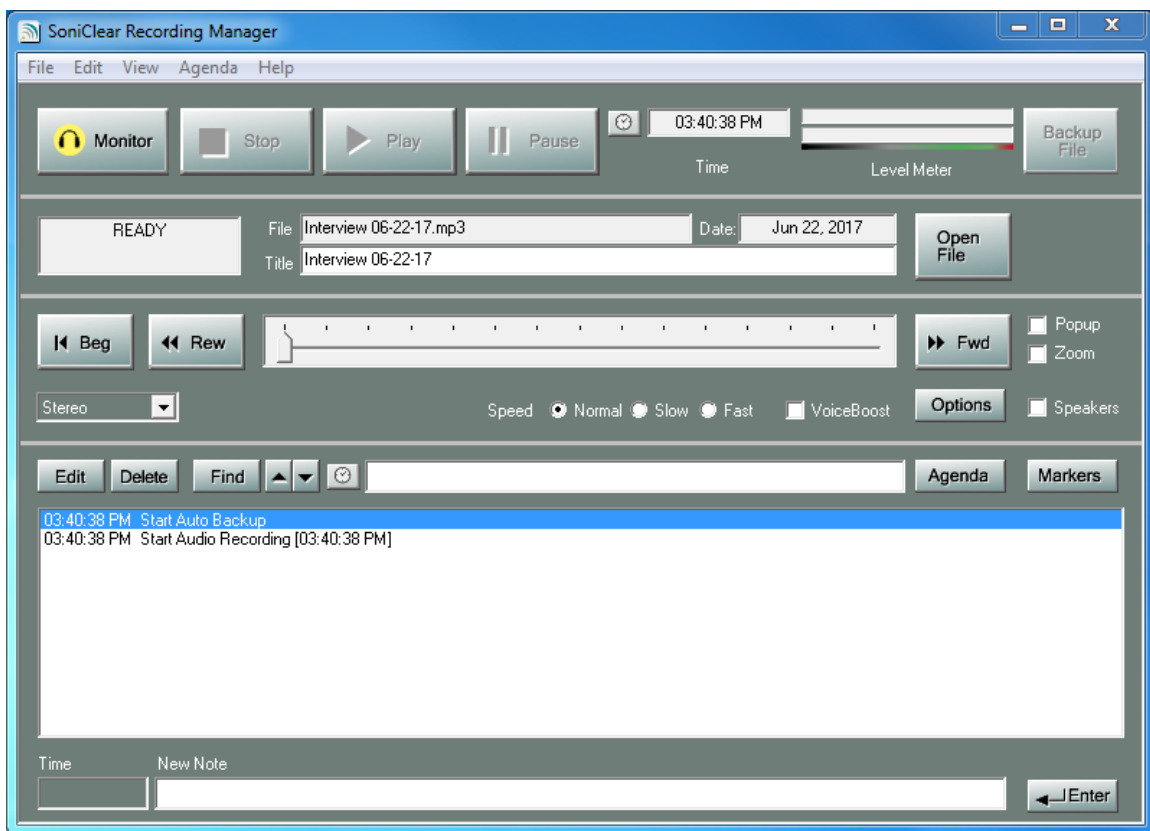 SoniClear Recording Manager
File Edit View Agenda Help
Monitor Stop Play Pause 03:40:38 PM Backup File
Time Level Meter
READY File Interview 06-22-17.mp3 Date: Jun 22, 2017 Open File
Title Interview 06-22-17
Beg Rew Fwd Popup
Zoom
Stereo Speed Normal Slow Fast VoiceBoost Options Speakers
Edit Delete Find Agenda Markers
03:40:38 PM Start Auto Backup
03:40:38 PM Start Audio Recording [03:40:38 PM]
Time New Note
Enter